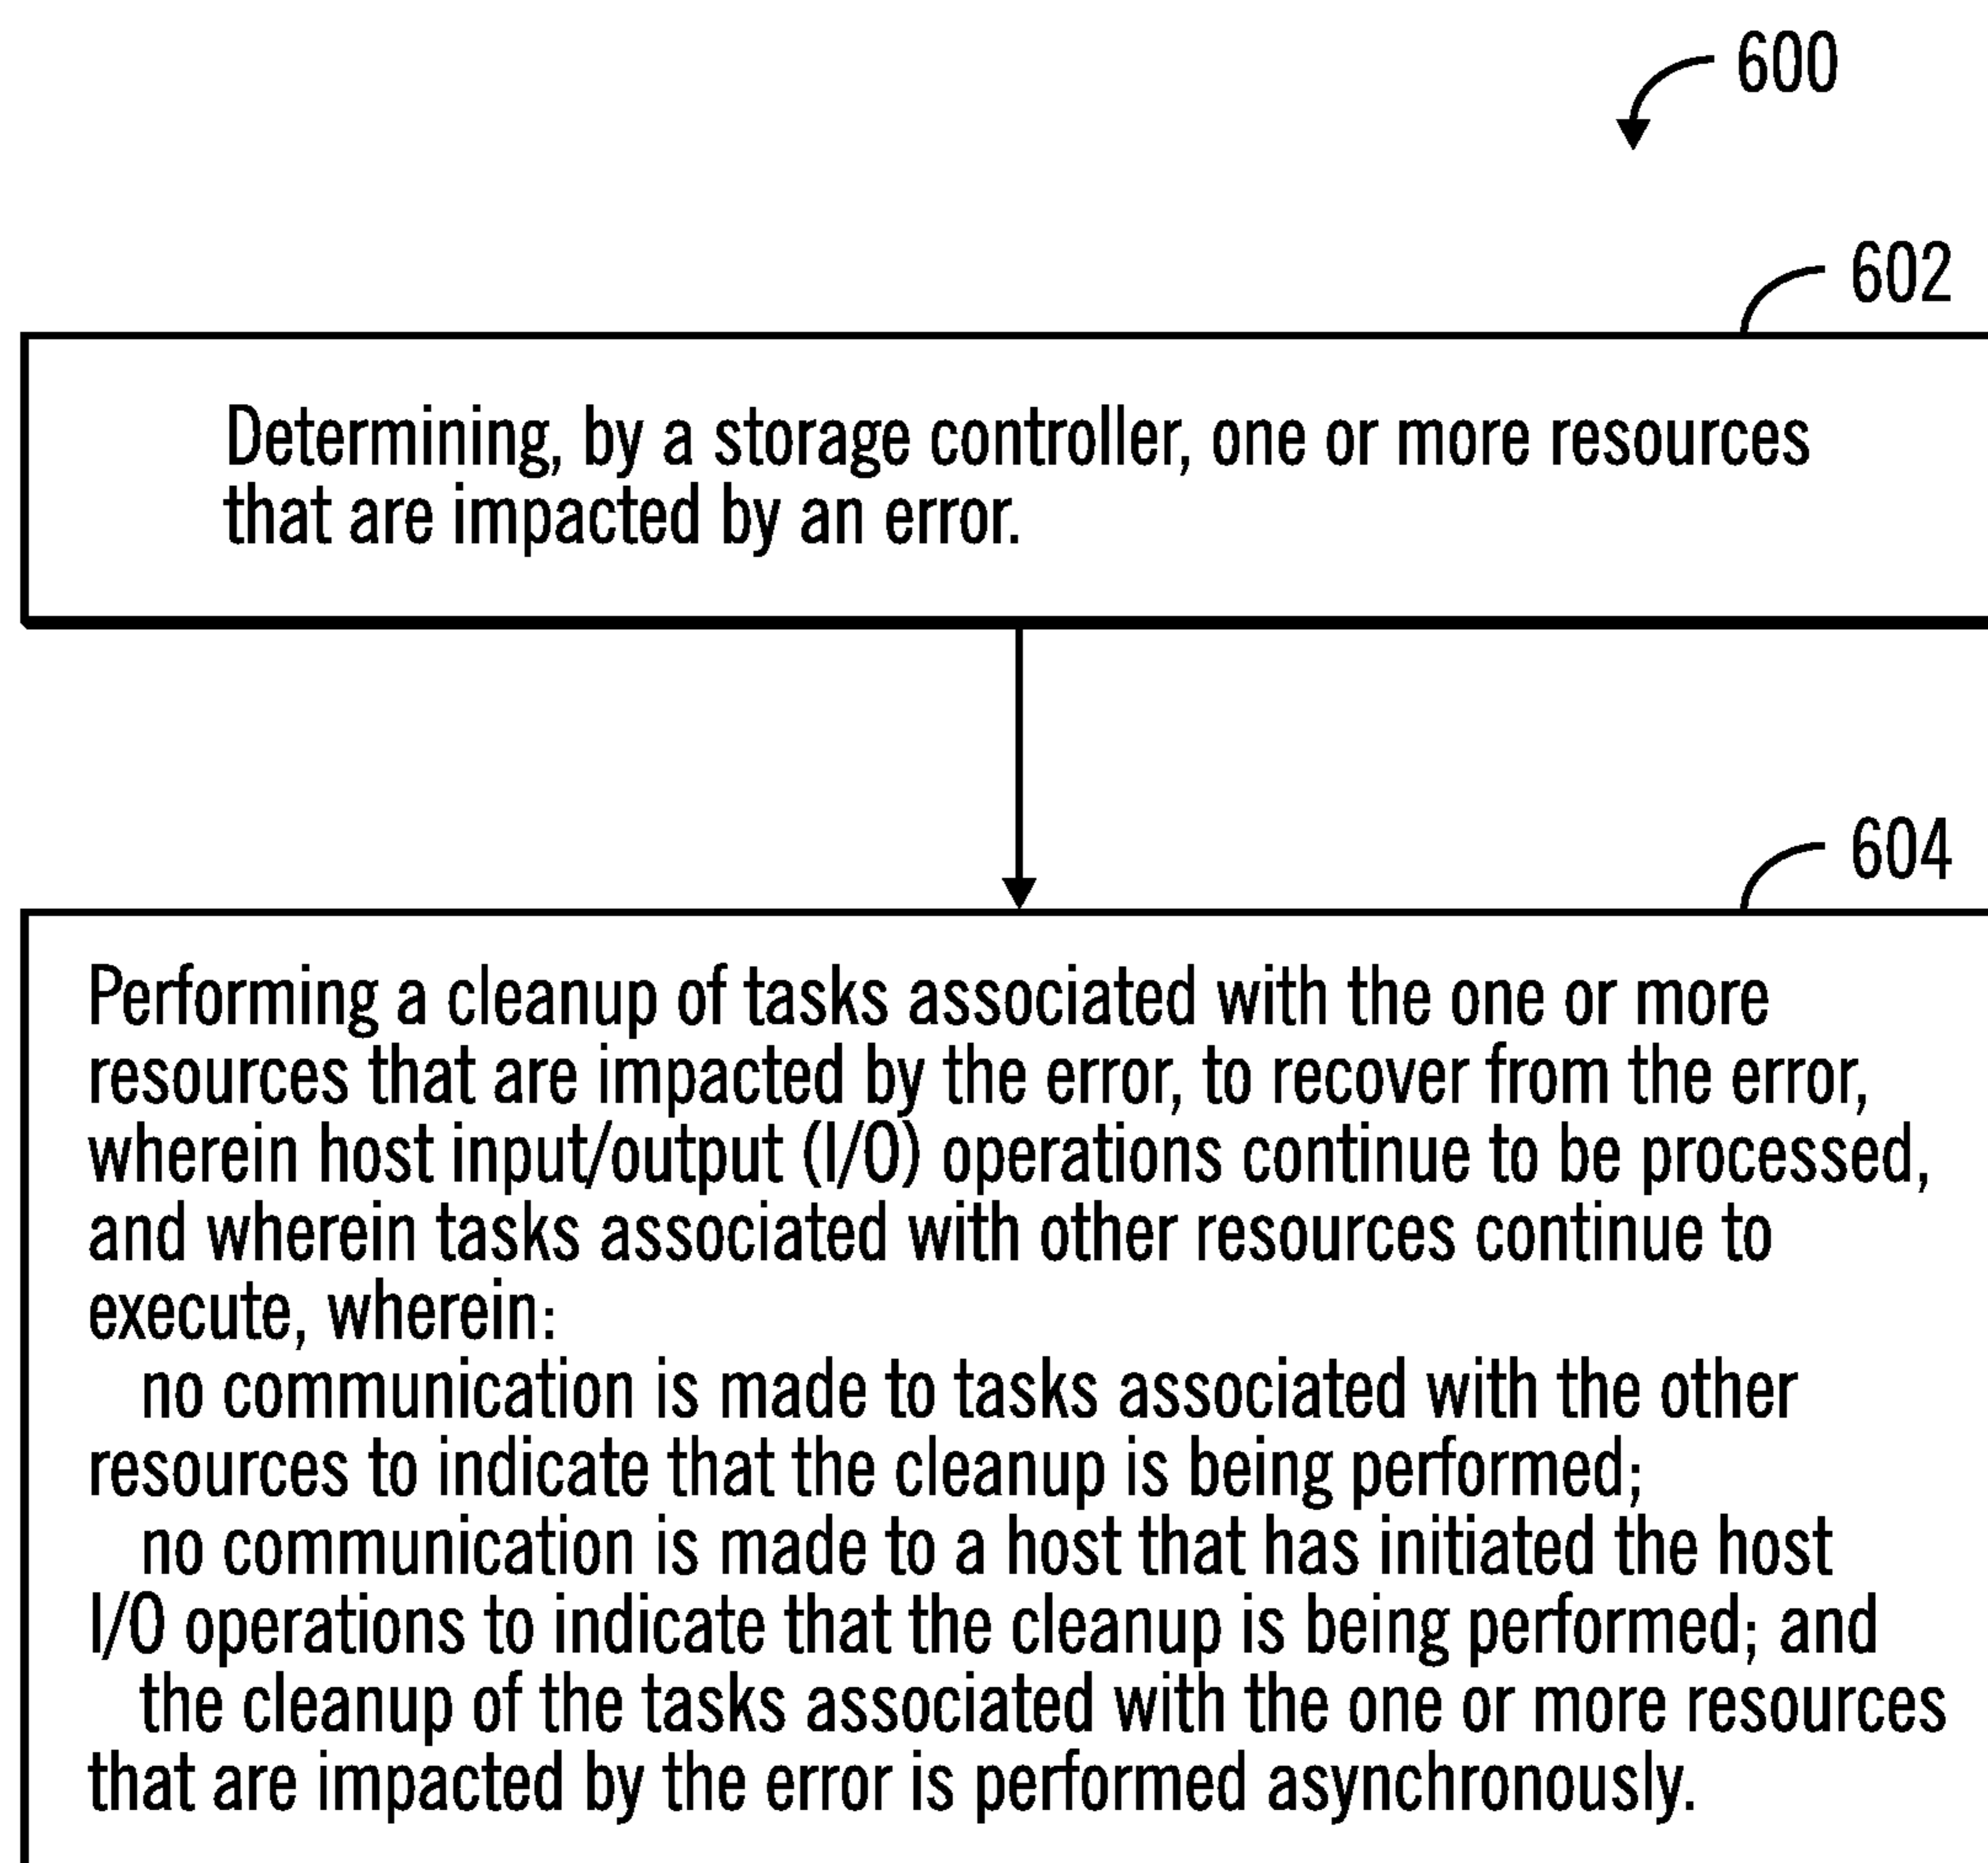 600
602
Determining, by a storage controller, one or more resources
that are impacted by an error.
604
Performing a cleanup of tasks associated with the one or more
resources that are impacted by the error, to recover from the error,
wherein host input/output (I/O) operations continue to be processed,
and wherein tasks associated with other resources continue to
execute, wherein:
no communication is made to tasks associated with the other
resources to indicate that the cleanup is being performed;
no communication is made to a host that has initiated the host
I/O operations to indicate that the cleanup is being performed; and
the cleanup of the tasks associated with the one or more resources
that are impacted by the error is performed asynchronously.